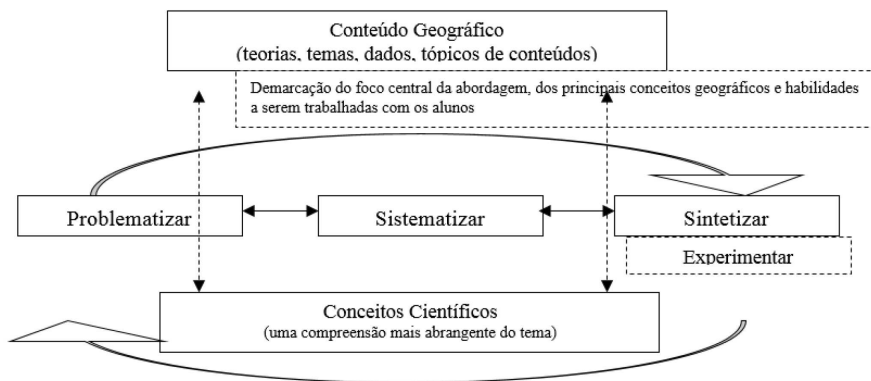 Conteúdo Geográfico
(teorias, temas, dados, tópicos de conteúdos)
Demarcação do foco central da abordagem, dos principais conceitos geográficos e habilidades
a serem trabalhadas com os alunos
Problematizar
Sistematizar
Sintetizar
Experimentar
Conceitos Científicos
(uma compreensão mais abrangente do tema)